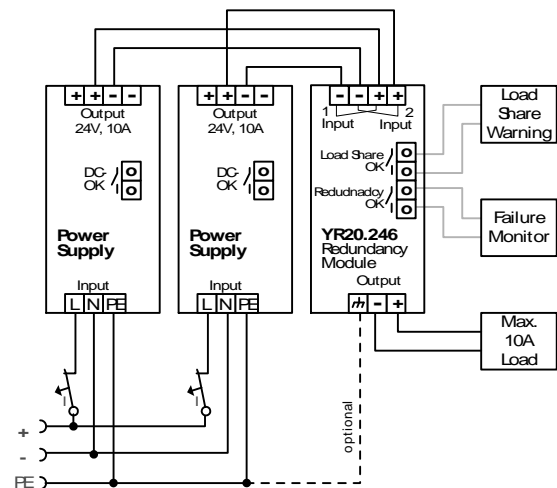 + + - -
Output
24V, 10A
DC-
OK
Power
Supply
Input
L N PE
+ + - -
Output
24V, 10A
DC-
OK
Power
Supply
Input
L N PE
- - + +
1
Input
2
Input
Load Share
OK
Redudnadcy
OK
YR20.246
Redundancy
Module
Output
- +
Load
Share
Warning
Failure
Monitor
Max.
10A
Load
I
I
optional
+
-
PE